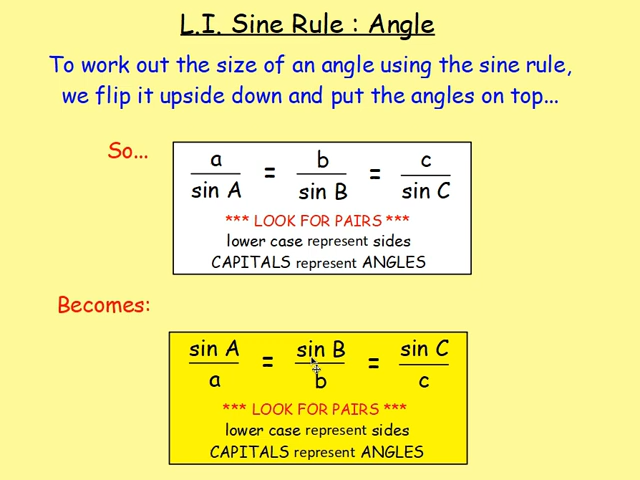 L.I. Sine Rule : Angle
To work out the size of an angle using the sine rule,
we flip it upside down and put the angles on top...
So...
a/sin A = b/sin B = c/sin C
*** LOOK FOR PAIRS ***
lower case represent sides
CAPITALS represent ANGLES
Becomes:
sin A/a = sin B/b = sin C/c
*** LOOK FOR PAIRS ***
lower case represent sides
CAPITALS represent ANGLES